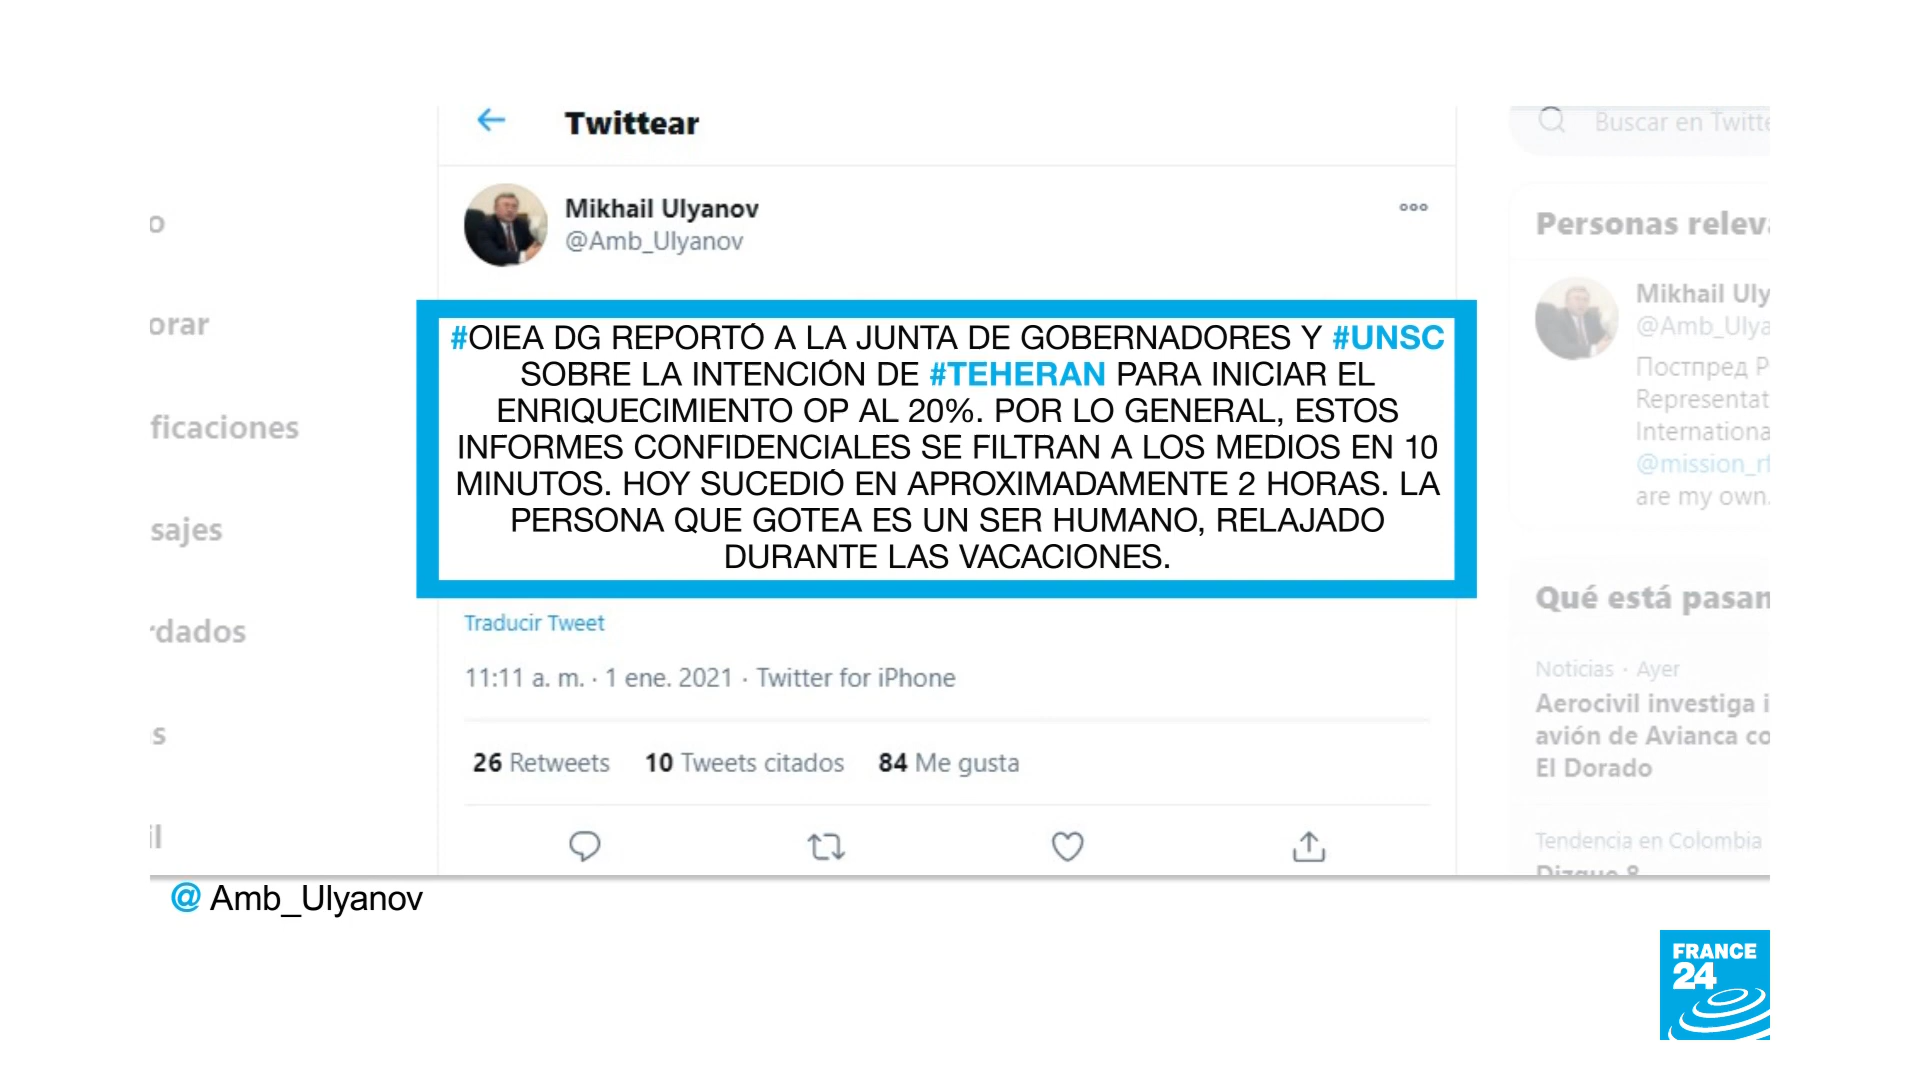 Twittear
Buscar en Twitte
Mikhail Ulyanov
@Amb_Ulyanov
o
orar
ficaciones
sajes
rdados
s
il
#OIEA DG REPORTÓ A LA JUNTA DE GOBERNADORES Y #UNSC
SOBRE LA INTENCIÓN DE #TEHERAN PARA INICIAR EL
ENRIQUECIMIENTO OP AL 20%. POR LO GENERAL, ESTOS
INFORMES CONFIDENCIALES SE FILTRAN A LOS MEDIOS EN 10
MINUTOS. HOY SUCEDIÓ EN APROXIMADAMENTE 2 HORAS. LA
PERSONA QUE GOTEA ES UN SER HUMANO, RELAJADO
DURANTE LAS VACACIONES.
Traducir Tweet
11:11 a. m. · 1 ene. 2021 · Twitter for iPhone
26 Retweets 10 Tweets citados 84 Me gusta
Personas releva
Mikhail Uly
@Amb_Ulya
Постпред Р
Representat
Internationa
@mission_rf
are my own.
Qué está pasan
Noticias · Ayer
Aerocivil investiga i
avión de Avianca co
El Dorado
Tendencia en Colombia
Dizque 8
@ Amb_Ulyanov
FRANCE
24